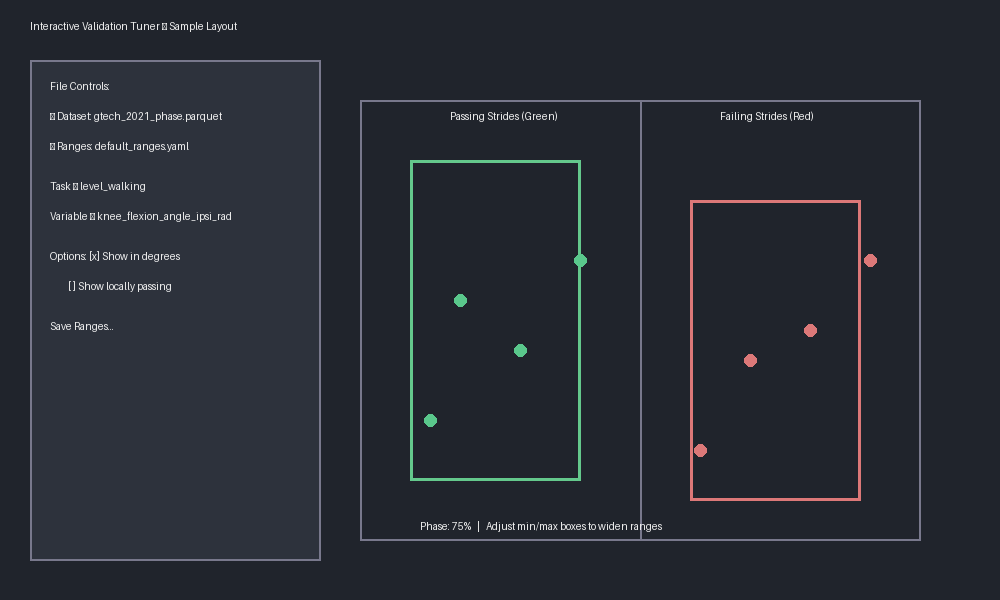 Interactive Validation Tuner ▯ Sample Layout
File Controls:
▯ Dataset: gtech_2021_phase.parquet
▯ Ranges: default_ranges.yaml
Task ▯ level_walking
Variable ▯ knee_flexion_angle_ipsi_rad
Options: [x] Show in degrees
[ ] Show locally passing
Save Ranges...
Passing Strides (Green)
Failing Strides (Red)
Phase: 75% | Adjust min/max boxes to widen ranges